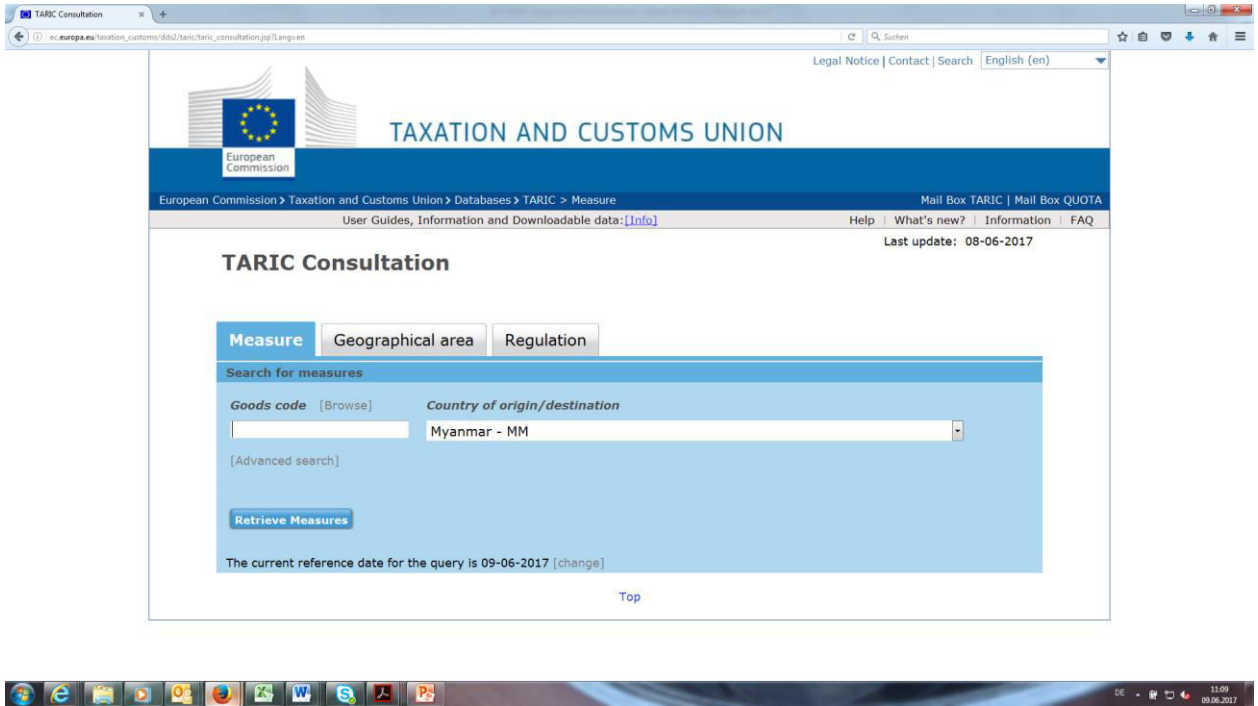 TARIC Consultation
ec.europa.eu/taxation_customs/dds2/taric/taric_consultation.jsp?Lang=en
Suchen
Legal Notice | Contact | Search English (en)
European
Commission
TAXATION AND CUSTOMS UNION
European Commission > Taxation and Customs Union > Databases > TARIC > Measure Mail Box TARIC | Mail Box QUOTA
User Guides, Information and Downloadable data:[Info] Help | What's new? | Information | FAQ
Last update: 08-06-2017
TARIC Consultation
Measure Geographical area Regulation
Search for measures
Goods code [Browse] Country of origin/destination
Myanmar - MM
[Advanced search]
Retrieve Measures
The current reference date for the query is 09-06-2017 [change]
Top
DE 11:09
09.06.2017